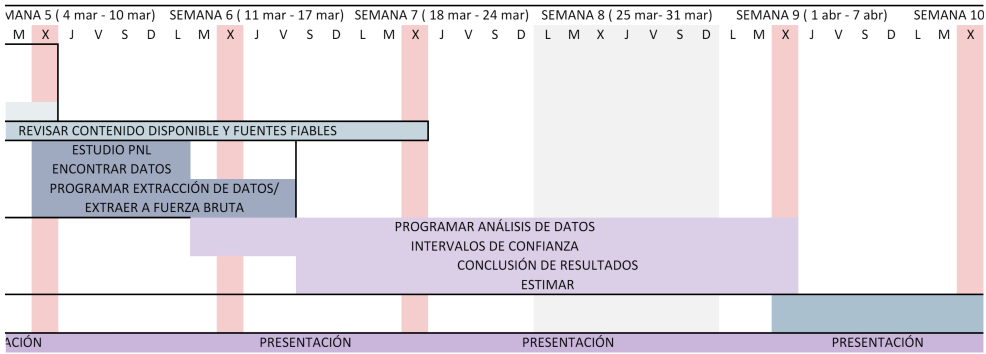 MANA 5 ( 4 mar - 10 mar) SEMANA 6 ( 11 mar - 17 mar) SEMANA 7 ( 18 mar - 24 mar) SEMANA 8 ( 25 mar- 31 mar) SEMANA 9 ( 1 abr - 7 abr) SEMANA 10
M X J V S D L M X J V S D L M X J V S D L M X J V S D L M X J V S D L M X
REVISAR CONTENIDO DISPONIBLE Y FUENTES FIABLES
ESTUDIO PNL
ENCONTRAR DATOS
PROGRAMAR EXTRACCIÓN DE DATOS/
EXTRAER A FUERZA BRUTA
PROGRAMAR ANÁLISIS DE DATOS
INTERVALOS DE CONFIANZA
CONCLUSIÓN DE RESULTADOS
ESTIMAR
ACIÓN PRESENTACIÓN PRESENTACIÓN PRESENTACIÓN